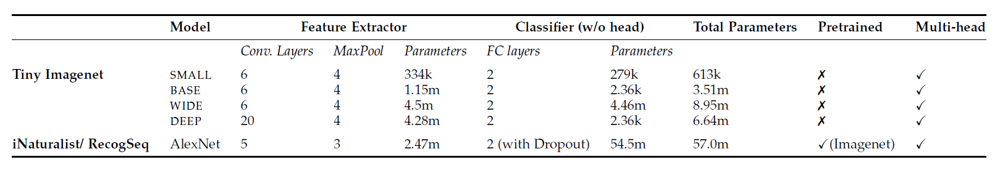 Model Feature Extractor Classifier (w/o head) Total Parameters Pretrained Multi-head
Conv. Layers MaxPool Parameters FC layers Parameters
Tiny Imagenet SMALL 6 4 334k 2 279k 613k ✗ ✓
BASE 6 4 1.15m 2 2.36k 3.51m ✗ ✓
WIDE 6 4 4.5m 2 4.46m 8.95m ✗ ✓
DEEP 20 4 4.28m 2 2.36k 6.64m ✗ ✓
iNaturalist/ RecogSeq AlexNet 5 3 2.47m 2 (with Dropout) 54.5m 57.0m ✓(Imagenet) ✓